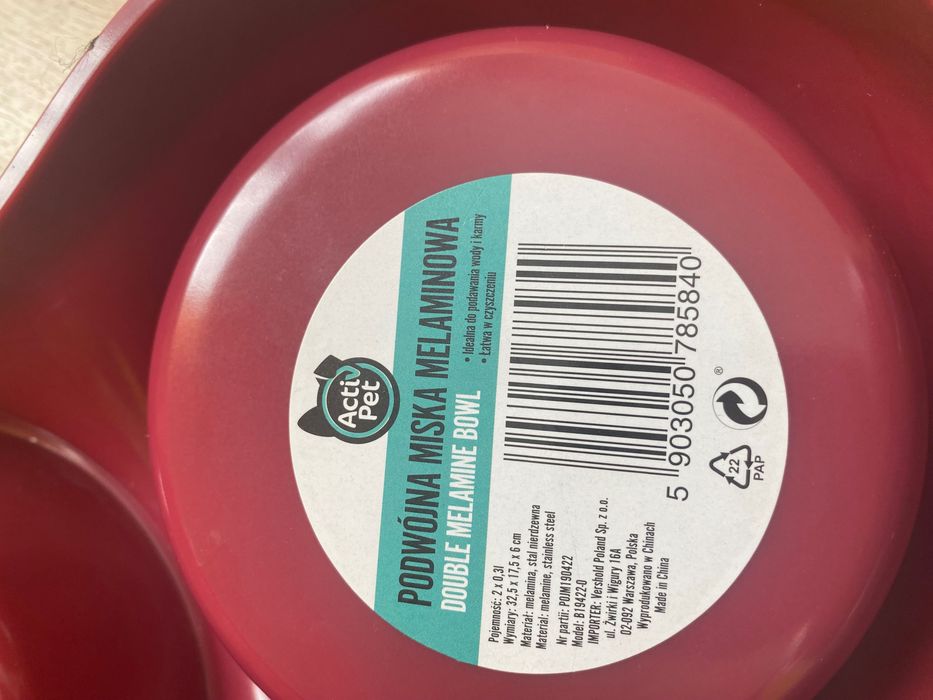 Activ
Pet
PODWÓJNA MISKA MELAMINOWA
DOUBLE MELAMINE BOWL
• Idealna do podawania wody i karmy
• Łatwa w czyszczeniu
Pojemność: 2 x 0,3l
Wymiary: 32,5 x 17,5 x 6 cm
Materiał: melamina, stal nierdzewna
Material: melamine, stainless steel
Nr partii: PDJM190422
Model: B19422-D
IMPORTER: Vershold Poland Sp. z o.o.
ul. Żwirki i Wigury 16A
02-092 Warszawa, Polska
Wyprodukowano w Chinach
Made in China
5 903050 785840
®
22
PAP